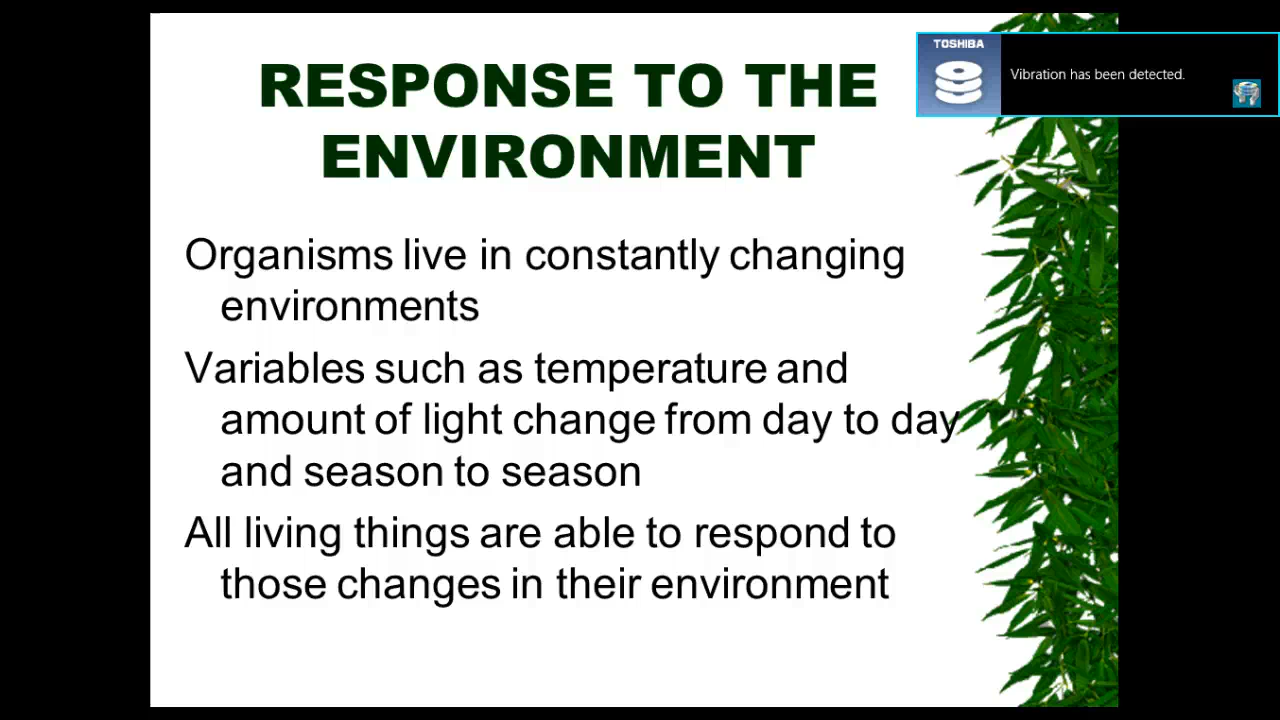 RESPONSE TO THE
ENVIRONMENT
TOSHIBA
Vibration has been detected.
Organisms live in constantly changing
environments
Variables such as temperature and
amount of light change from day to day
and season to season
All living things are able to respond to
those changes in their environment